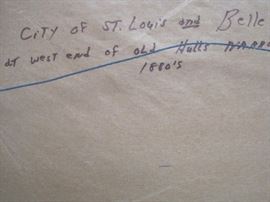 CITY OF ST. LOUIS and Belle
AT west end of old Hulls
1880's